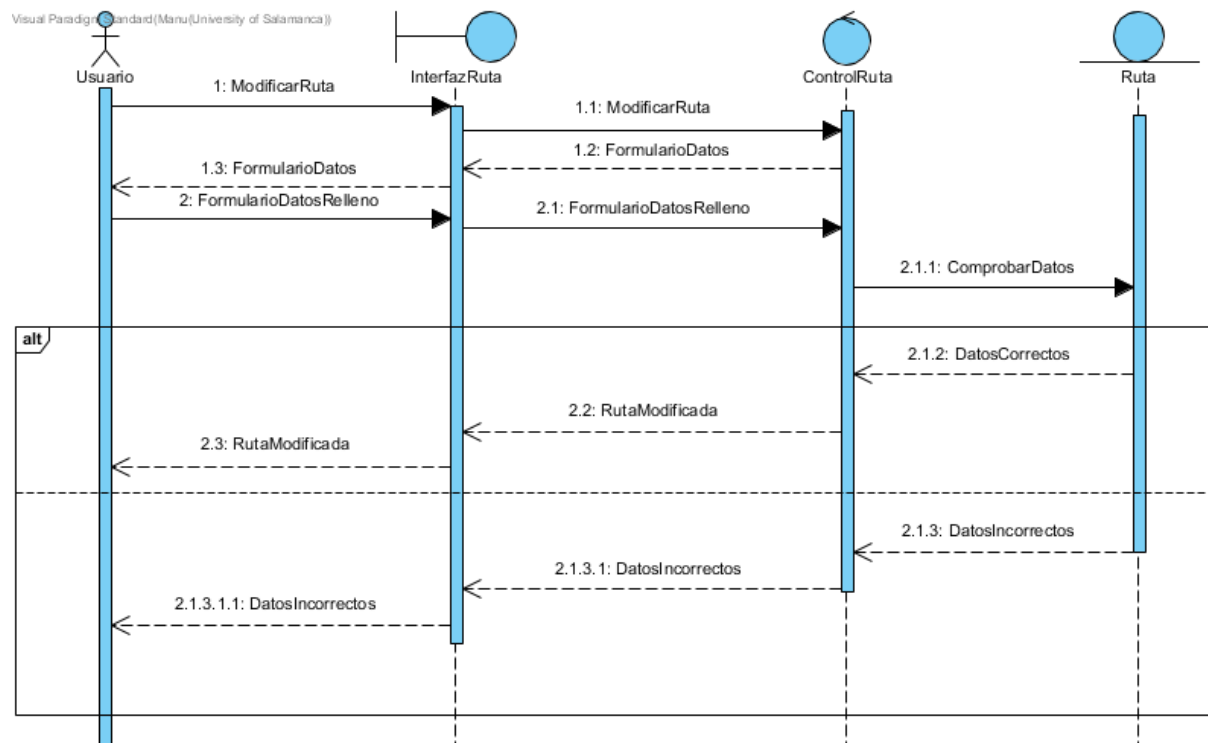 Visual Paradigm Standard(Manu(University of Salamanca))
Usuario
InterfazRuta
ControlRuta
Ruta
1: ModificarRuta
1.1: ModificarRuta
1.2: FormularioDatos
1.3: FormularioDatos
2: FormularioDatosRelleno
2.1: FormularioDatosRelleno
2.1.1: ComprobarDatos
alt
2.1.2: DatosCorrectos
2.2: RutaModificada
2.3: RutaModificada
2.1.3: DatosIncorrectos
2.1.3.1: DatosIncorrectos
2.1.3.1.1: DatosIncorrectos